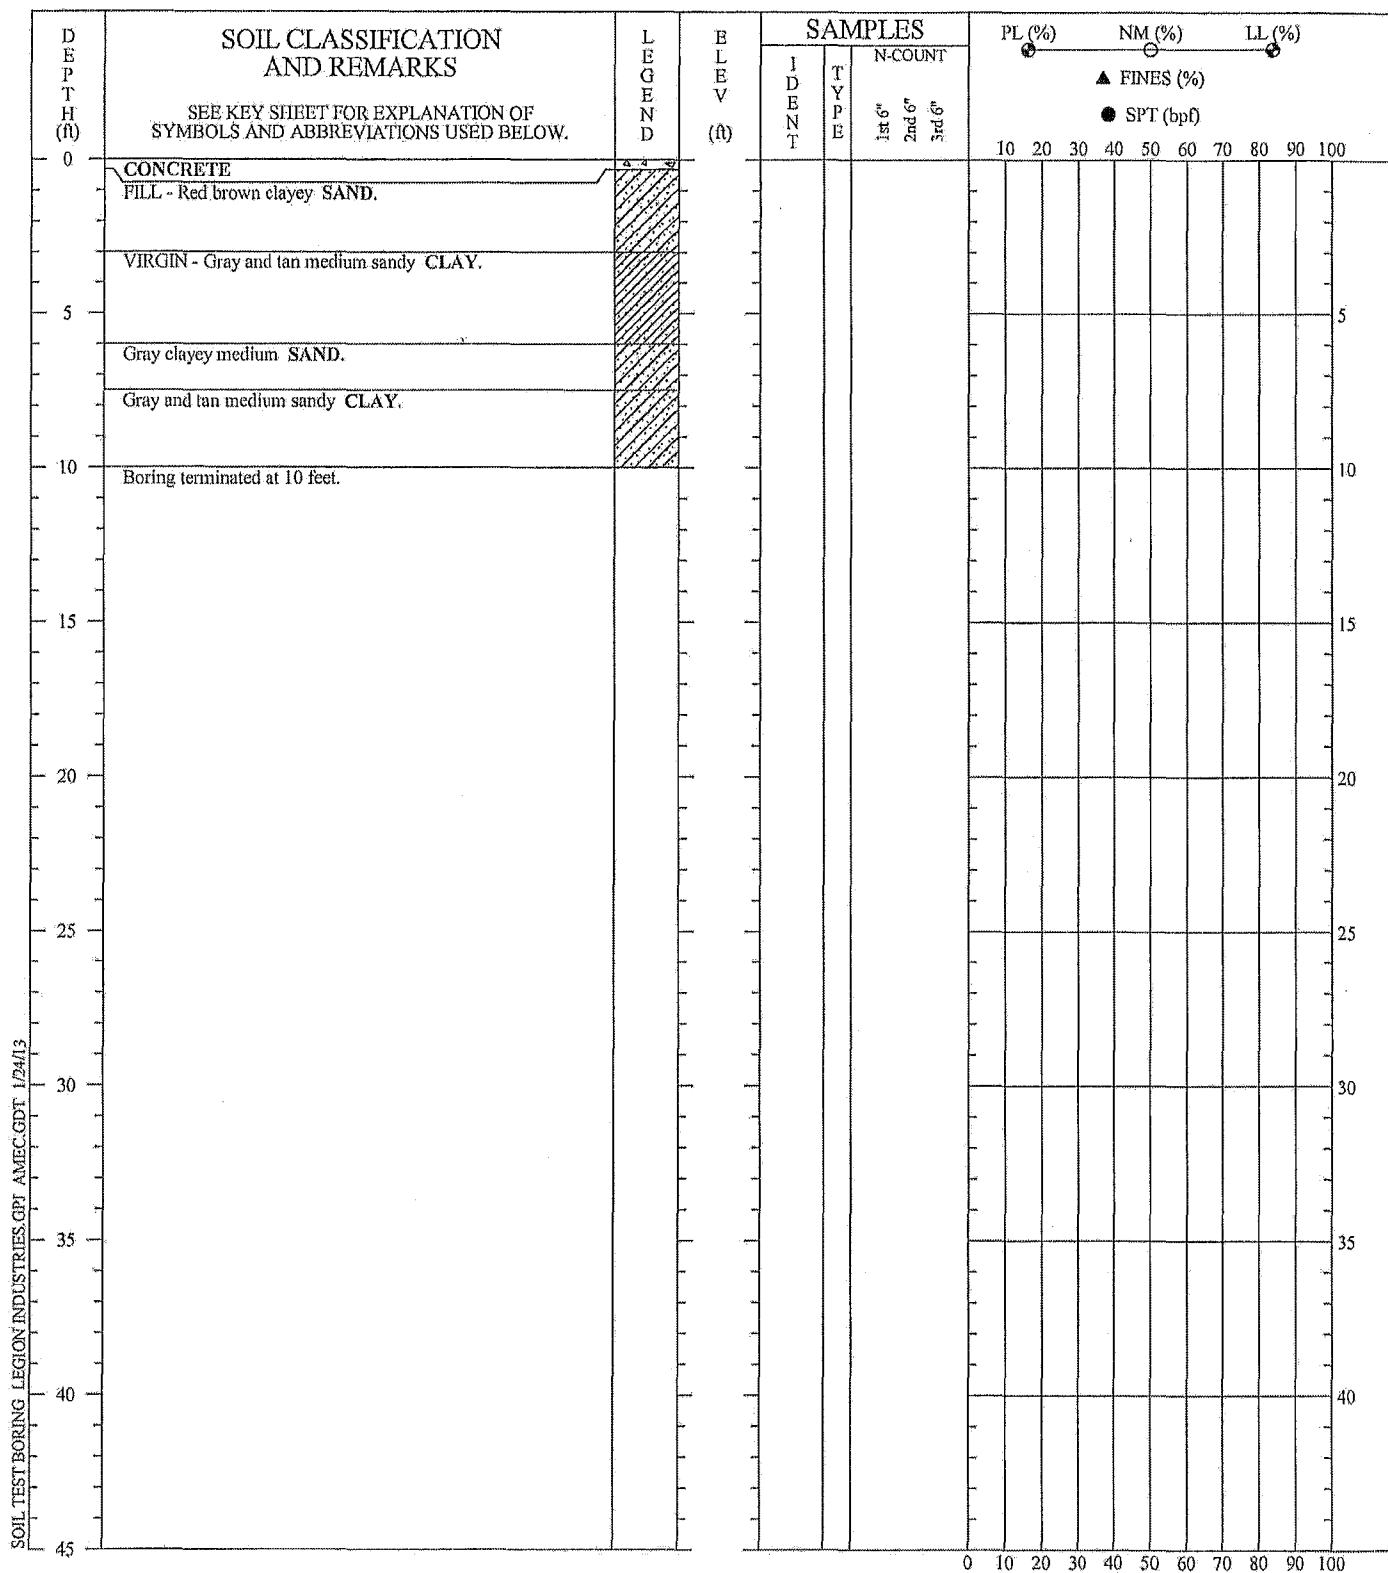 DEPTH (ft)
SOIL CLASSIFICATION
AND REMARKS
SEE KEY SHEET FOR EXPLANATION OF
SYMBOLS AND ABBREVIATIONS USED BELOW.
LEGEND
ELEV (ft)
SAMPLES
IDENT
TYPE
N-COUNT
1st 6"
2nd 6"
3rd 6"
PL (%) NM (%) LL (%)
▲ FINES (%)
● SPT (bpf)
10 20 30 40 50 60 70 80 90 100
0
CONCRETE
FILL - Red brown clayey SAND.
VIRGIN - Gray and tan medium sandy CLAY.
5 5
Gray clayey medium SAND.
Gray and tan medium sandy CLAY.
10 10
Boring terminated at 10 feet.
15 15
20 20
25 25
30 30
35 35
40 40
45
0 10 20 30 40 50 60 70 80 90 100
SOIL TEST BORING LEGION INDUSTRIES.GPJ AMEC.GDT 1/24/13